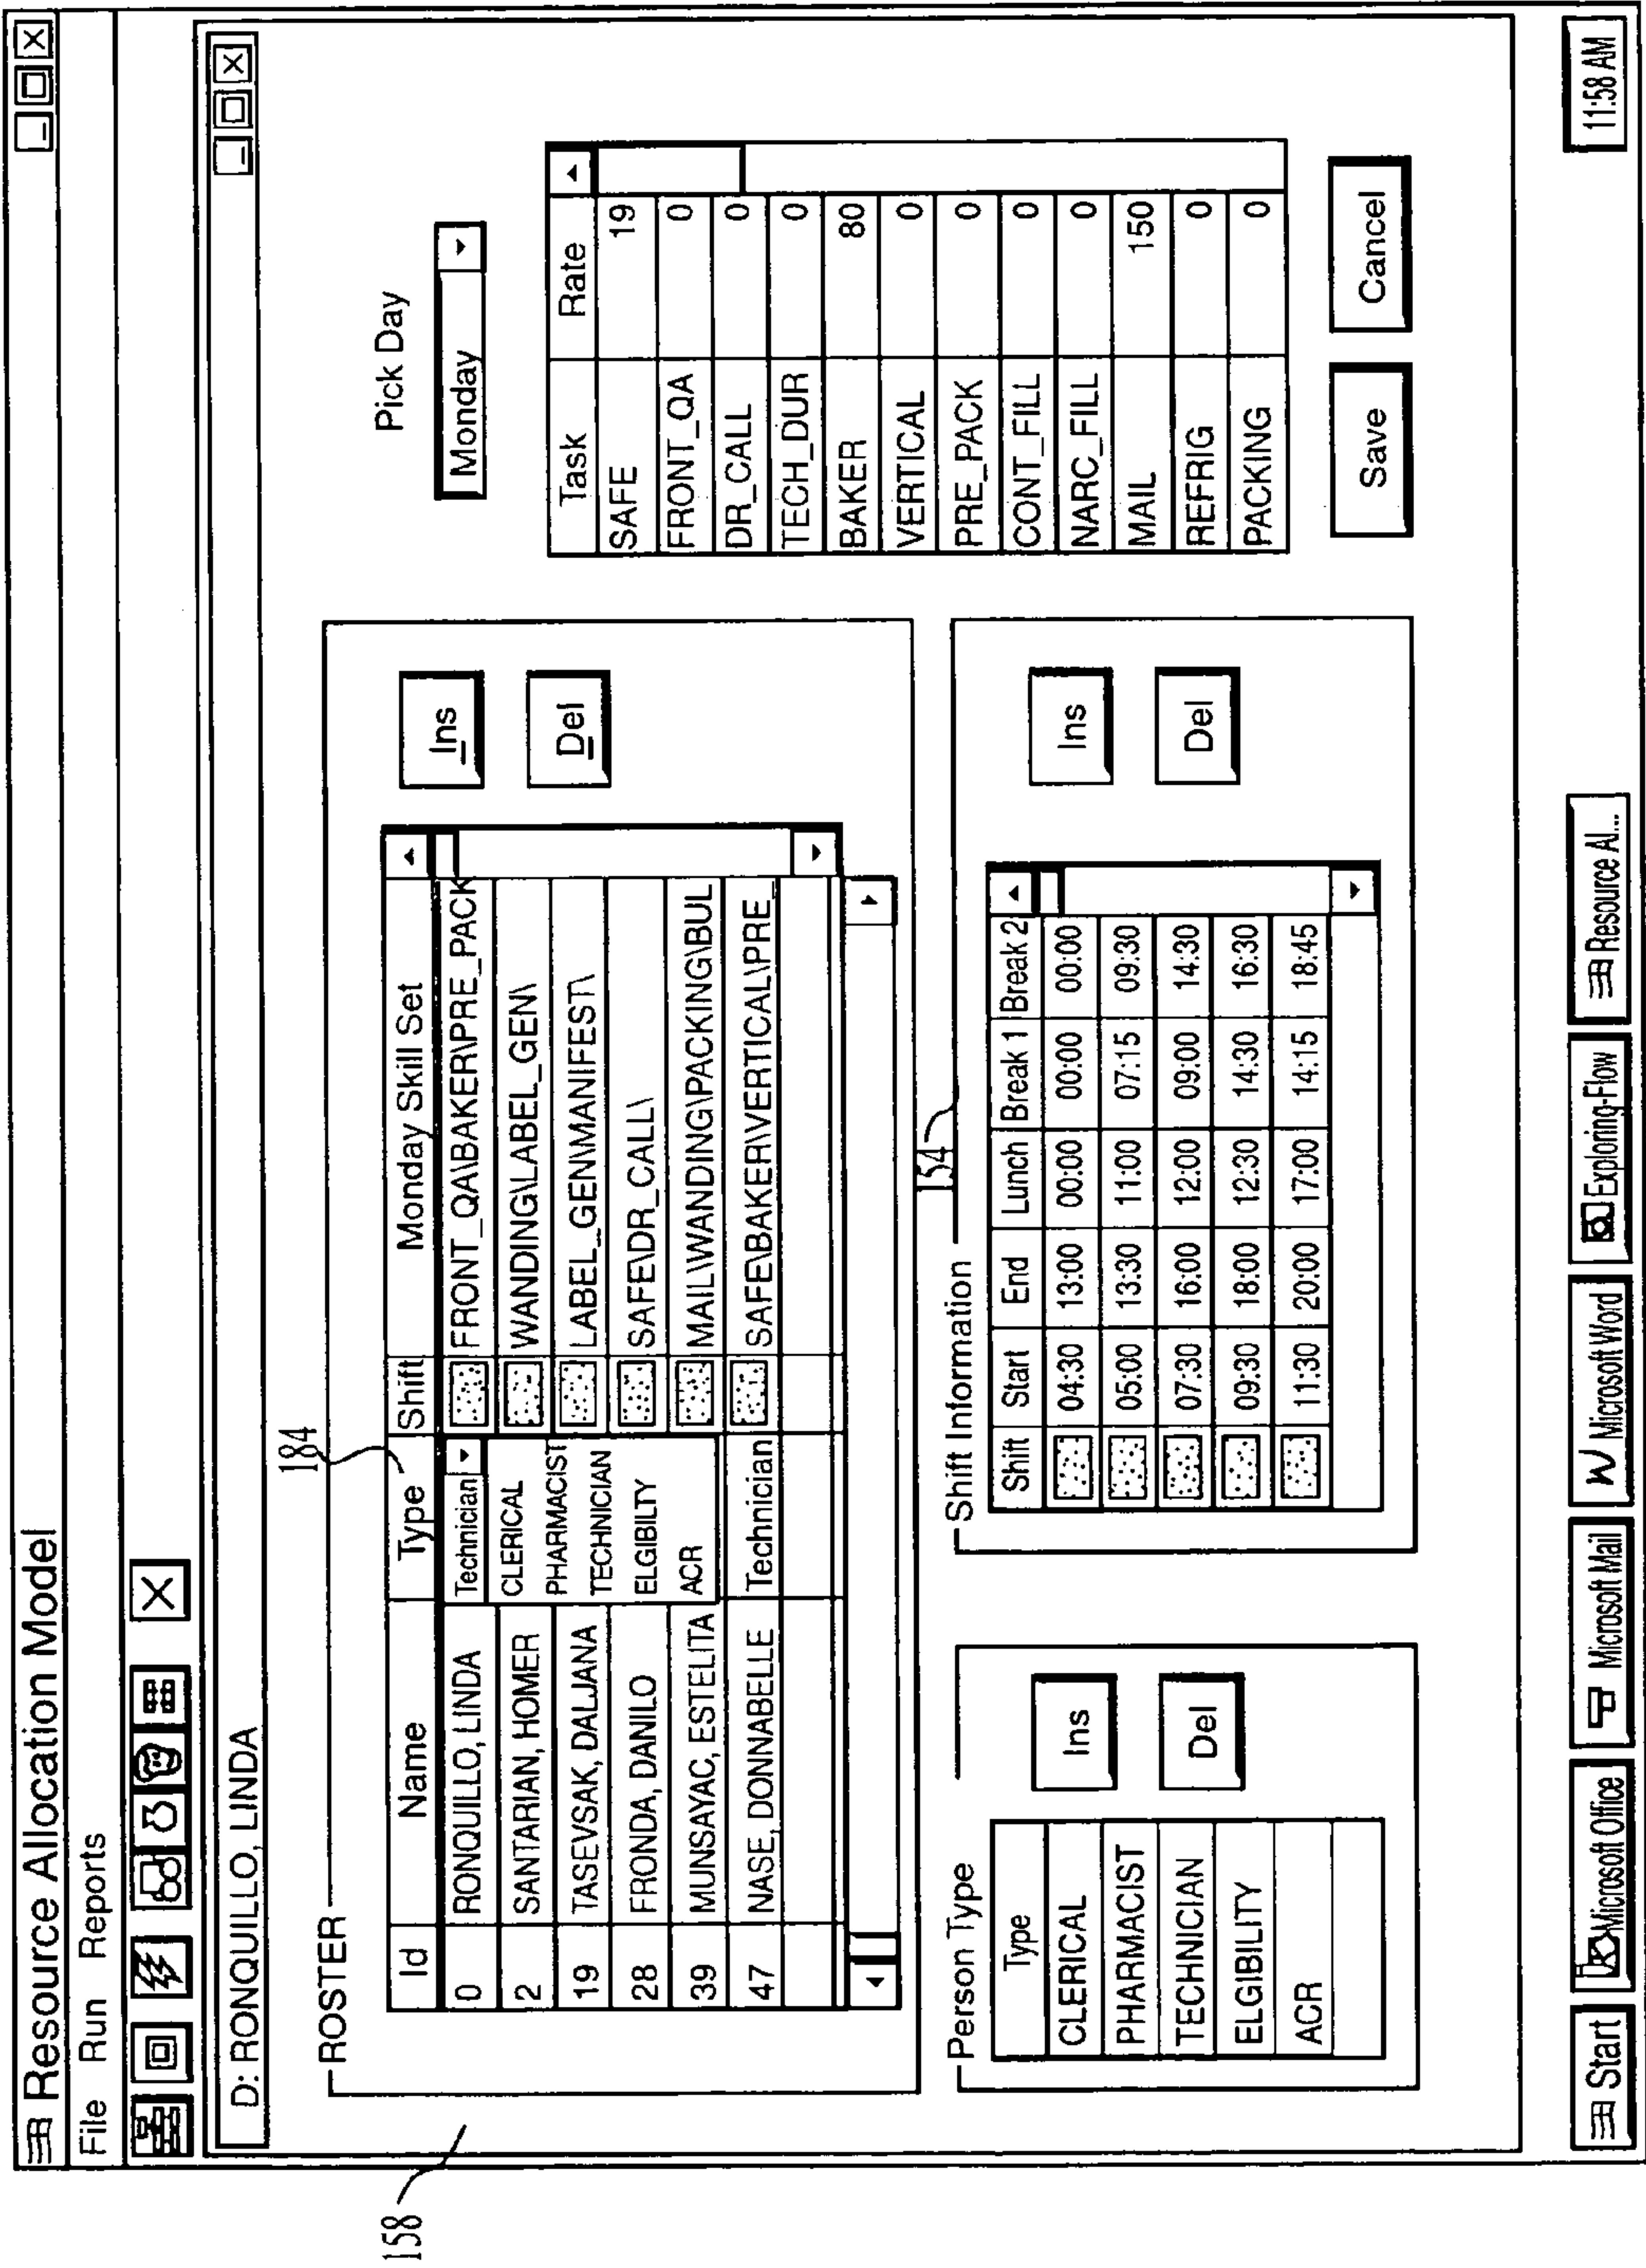 Resource Allocation Model
File Run Reports
D: RONQUILLO, LINDA
158
184
ROSTER
Id Name Type Shift Monday Skill Set
0 RONQUILLO, LINDA Technician FRONT_QA\BAKER\PRE_PACK
2 SANTARIAN, HOMER WANDING\LABEL_GEN\
19 TASEVSAK, DALJANA LABEL_GEN\MANIFEST\
28 FRONDA, DANILO SAFE\DR_CALL\
39 MUNSAYAC, ESTELITA MAIL\WANDING\PACKING\BUL
47 NASE, DONNABELLE Technician SAFE\BAKER\VERTICAL\PRE_
CLERICAL
PHARMACIST
TECHNICIAN
ELGIBILTY
ACR
Ins
Del
Pick Day
Monday
Task Rate
SAFE 19
FRONT_QA 0
DR_CALL 0
TECH_DUR 0
BAKER 80
VERTICAL 0
PRE_PACK 0
CONT_FILL 0
NARC_FILL 0
MAIL 150
REFRIG 0
PACKING 0
Save Cancel
Person Type
Type
CLERICAL
PHARMACIST
TECHNICIAN
ELGIBILITY
ACR
Ins
Del
154
Shift Information
Shift Start End Lunch Break 1 Break 2
04:30 13:00 00:00 00:00 00:00
05:00 13:30 11:00 07:15 09:30
07:30 16:00 12:00 09:00 14:30
09:30 18:00 12:30 14:30 16:30
11:30 20:00 17:00 14:15 18:45
Ins
Del
Start Microsoft Office Microsoft Mail W Microsoft Word Exploring-Flow Resource Al... 11:58 AM